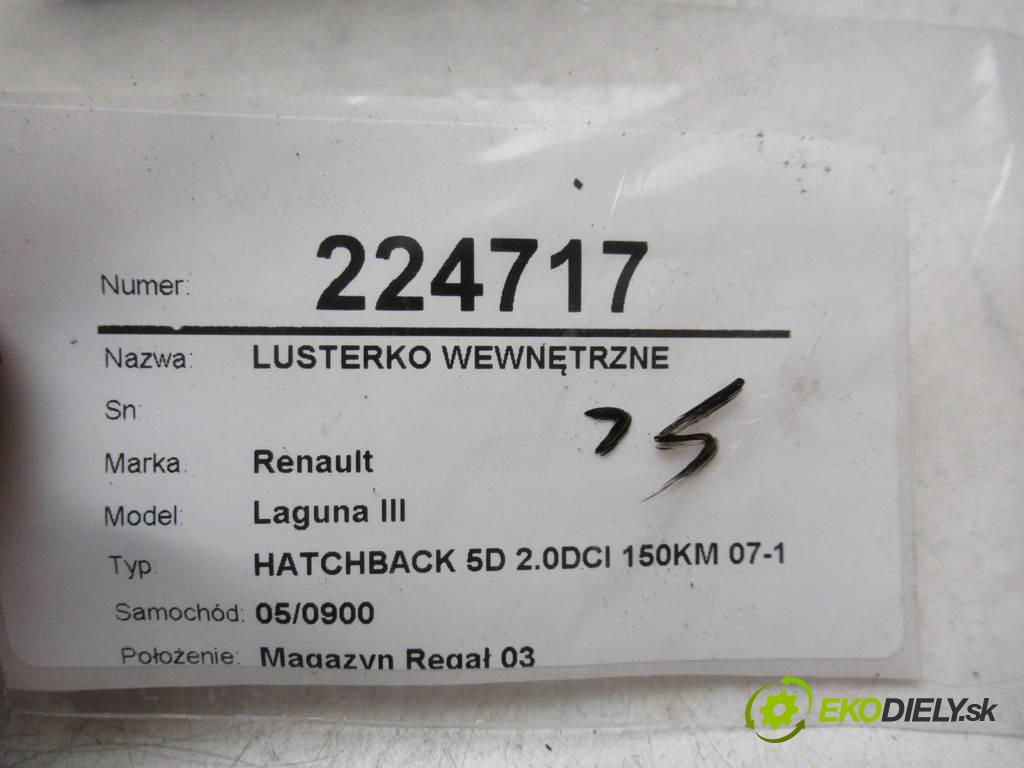 Numer: 224717
Nazwa: LUSTERKO WEWNĘTRZNE
Sn:
Marka: Renault
Model: Laguna III
Typ: HATCHBACK 5D 2.0DCI 150KM 07-1
Samochód: 05/0900
Położenie: Magazyn Regał 03
EKODIELY.sk